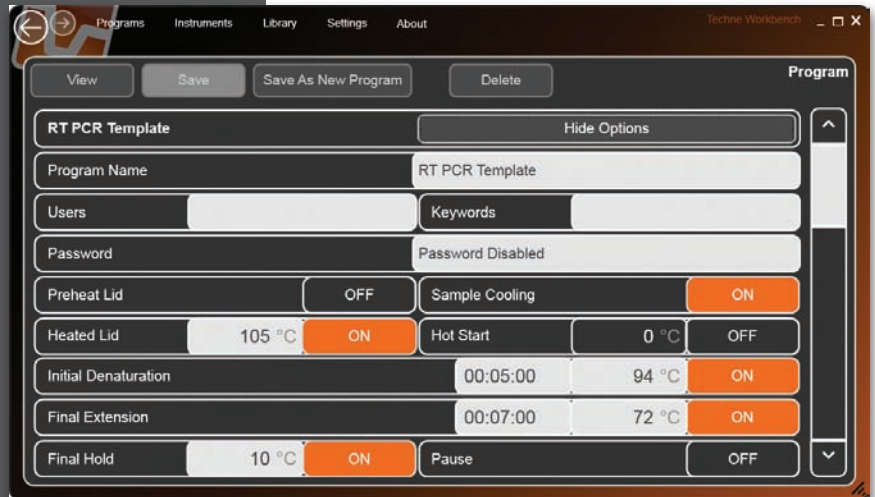 Programs Instruments Library Settings About Techne Workbench
View Save Save As New Program Delete Program
RT PCR Template Hide Options
Program Name RT PCR Template
Users Keywords
Password Password Disabled
Preheat Lid OFF Sample Cooling ON
Heated Lid 105 °C ON Hot Start 0 °C OFF
Initial Denaturation 00:05:00 94 °C ON
Final Extension 00:07:00 72 °C ON
Final Hold 10 °C ON Pause OFF